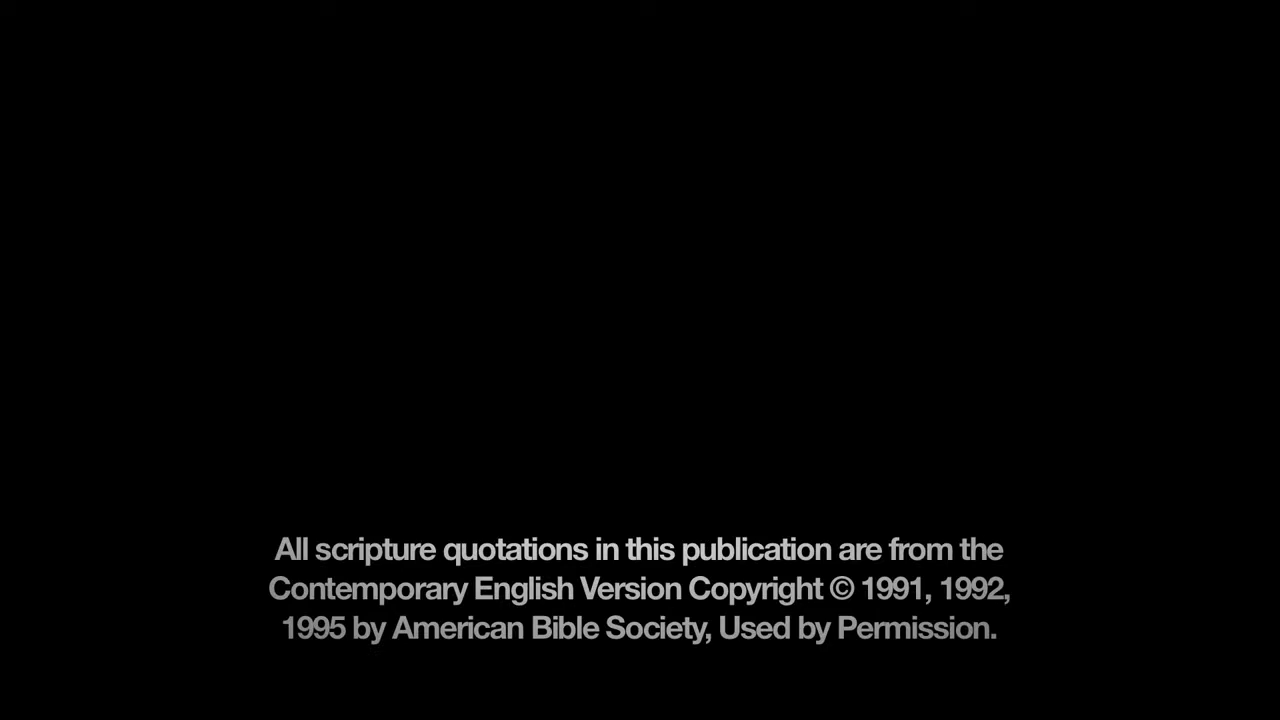 All scripture quotations in this publication are from the
Contemporary English Version Copyright © 1991, 1992,
1995 by American Bible Society, Used by Permission.